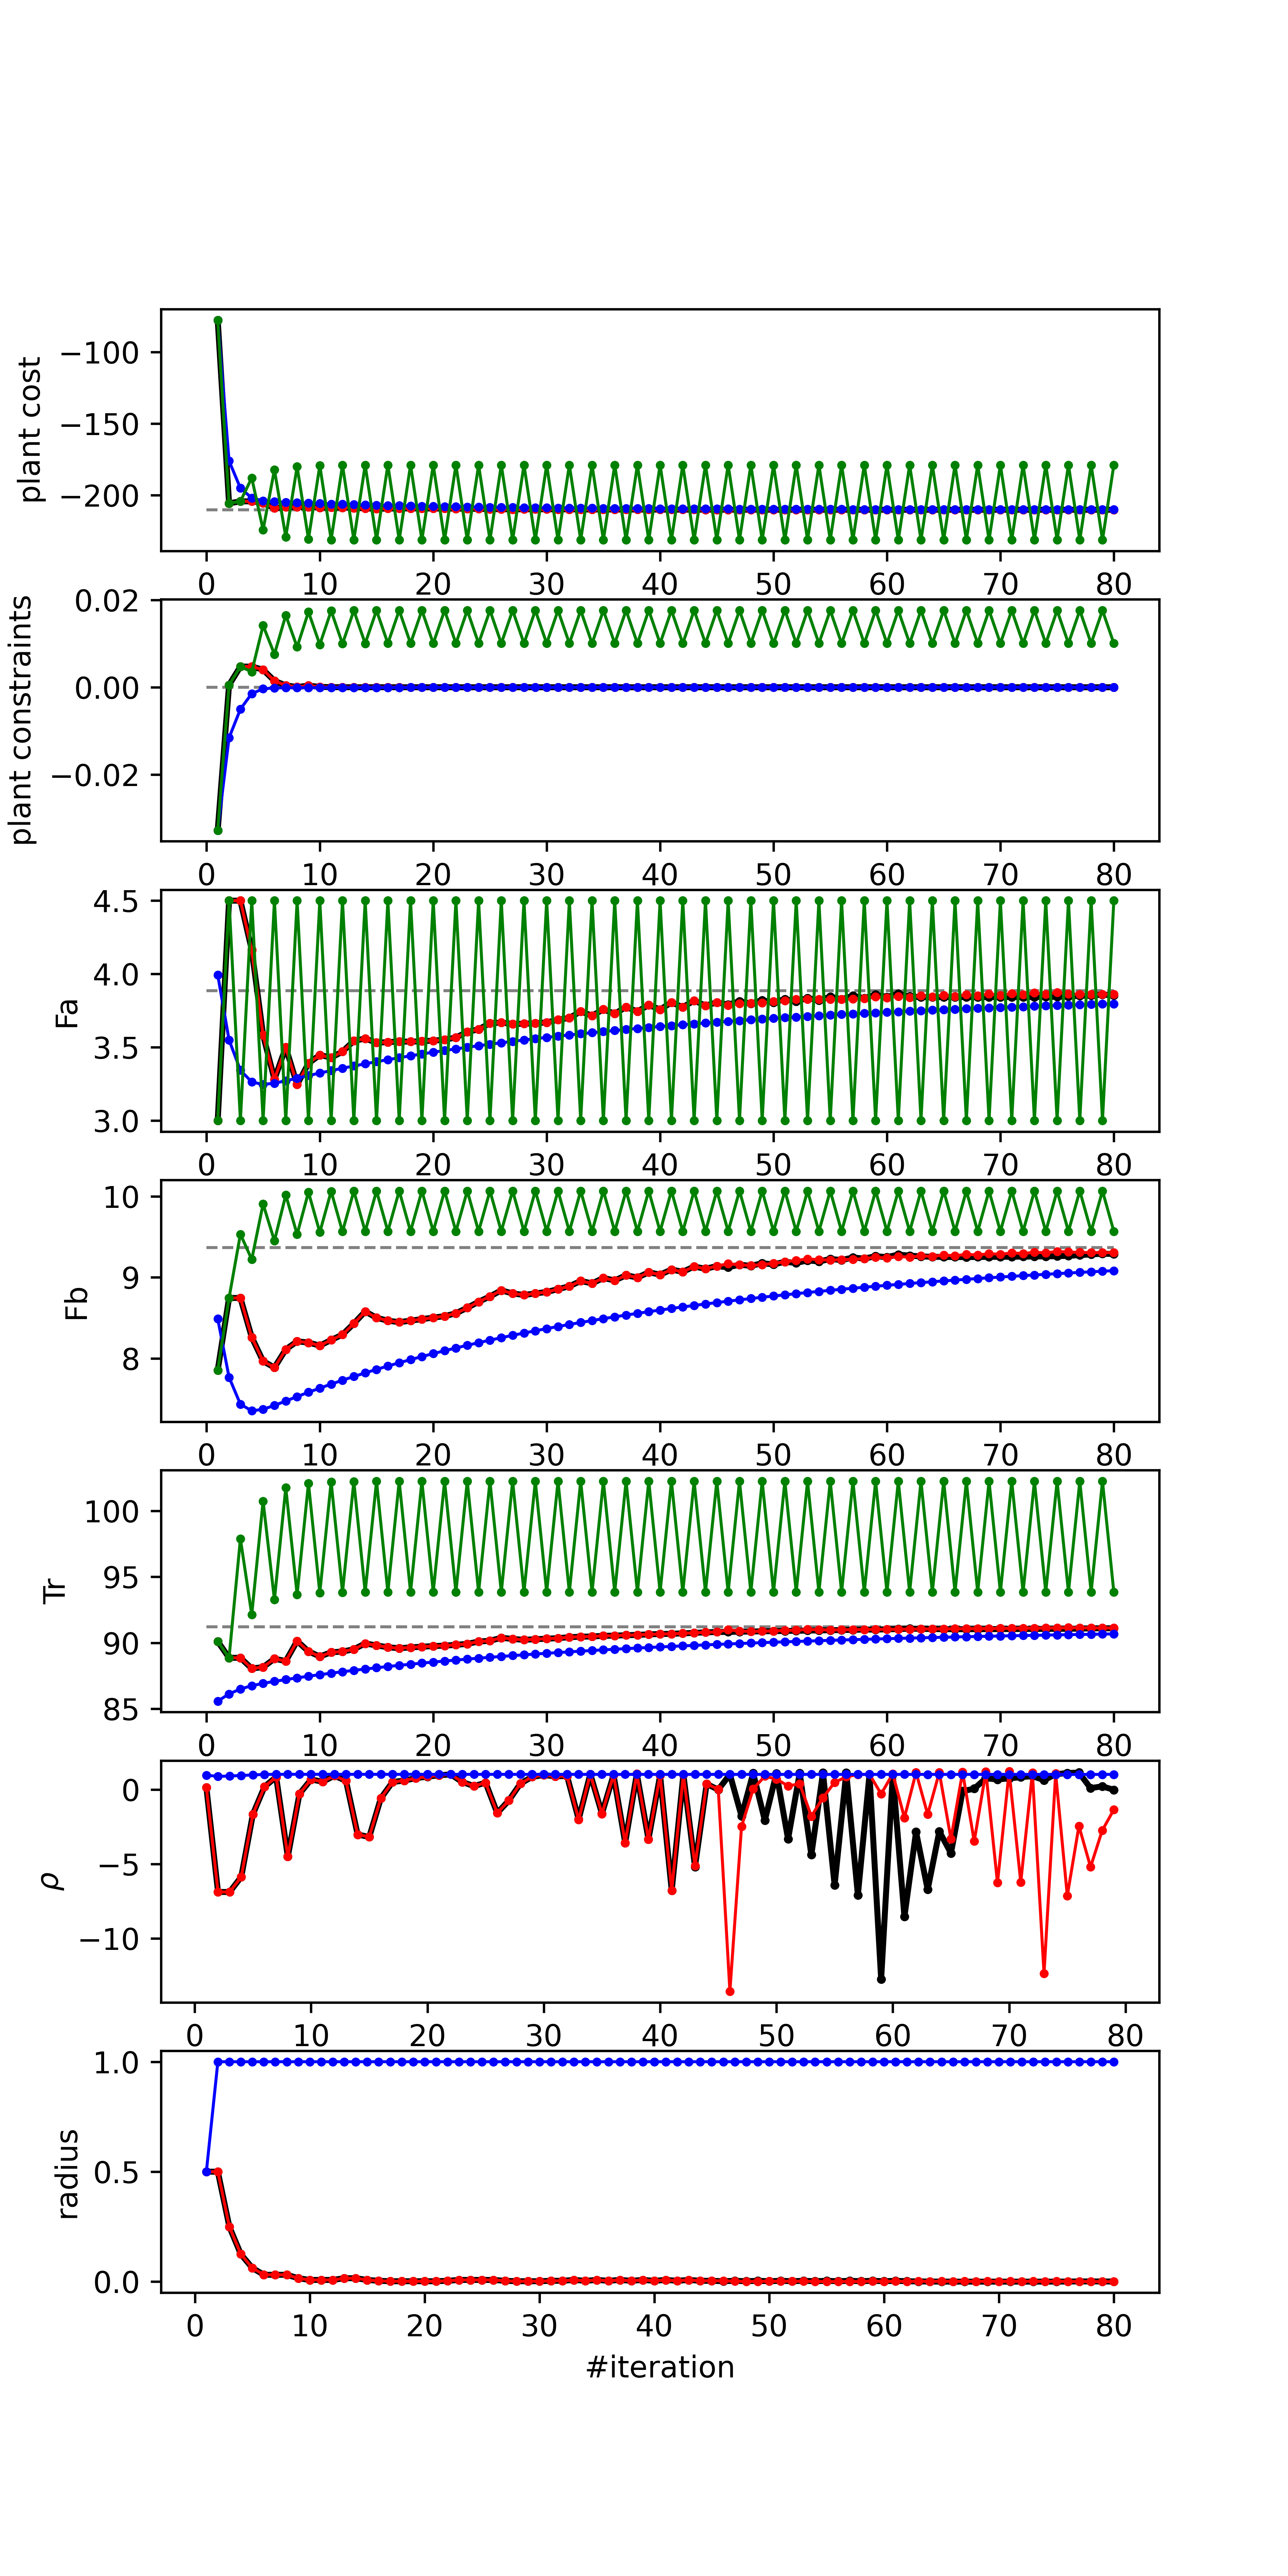 plant cost
−100
−150
−200
0 10 20 30 40 50 60 70 80
plant constraints
0.02
0.00
−0.02
0 10 20 30 40 50 60 70 80
Fa
4.5
4.0
3.5
3.0
0 10 20 30 40 50 60 70 80
Fb
10
9
8
0 10 20 30 40 50 60 70 80
Tr
100
95
90
85
0 10 20 30 40 50 60 70 80
ρ
0
−5
−10
0 10 20 30 40 50 60 70 80
radius
1.0
0.5
0.0
0 10 20 30 40 50 60 70 80
#iteration